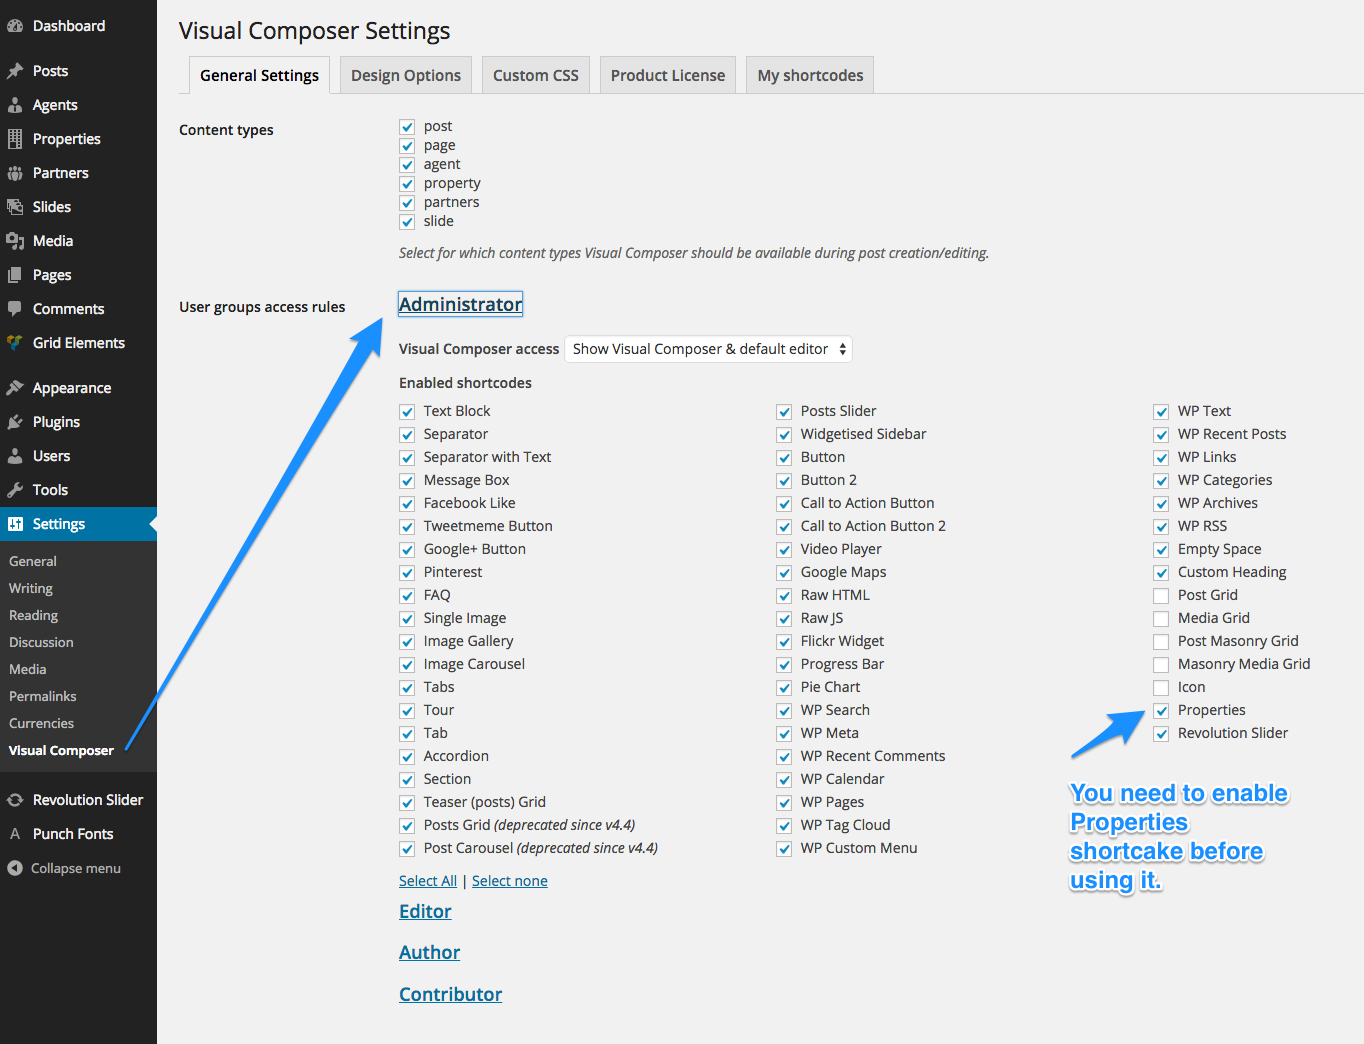 Dashboard
Posts
Agents
Properties
Partners
Slides
Media
Pages
Comments
Grid Elements
Appearance
Plugins
Users
Tools
Settings
General
Writing
Reading
Discussion
Media
Permalinks
Currencies
Visual Composer
Revolution Slider
Punch Fonts
Collapse menu
Visual Composer Settings
General Settings
Design Options
Custom CSS
Product License
My shortcodes
Content types
post
page
agent
property
partners
slide
Select for which content types Visual Composer should be available during post creation/editing.
User groups access rules
Administrator
Visual Composer access Show Visual Composer & default editor
Enabled shortcodes
Text Block
Separator
Separator with Text
Message Box
Facebook Like
Tweetmeme Button
Google+ Button
Pinterest
FAQ
Single Image
Image Gallery
Image Carousel
Tabs
Tour
Tab
Accordion
Section
Teaser (posts) Grid
Posts Grid (deprecated since v4.4)
Post Carousel (deprecated since v4.4)
Posts Slider
Widgetised Sidebar
Button
Button 2
Call to Action Button
Call to Action Button 2
Video Player
Google Maps
Raw HTML
Raw JS
Flickr Widget
Progress Bar
Pie Chart
WP Search
WP Meta
WP Recent Comments
WP Calendar
WP Pages
WP Tag Cloud
WP Custom Menu
WP Text
WP Recent Posts
WP Links
WP Categories
WP Archives
WP RSS
Empty Space
Custom Heading
Post Grid
Media Grid
Post Masonry Grid
Masonry Media Grid
Icon
Properties
Revolution Slider
You need to enable
Properties
shortcake before
using it.
Select All | Select none
Editor
Author
Contributor